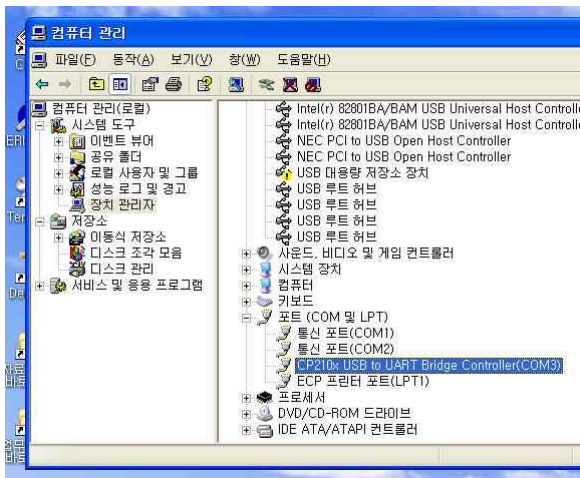 컴퓨터 관리
파일(F) 동작(A) 보기(V) 창(W) 도움말(H)
컴퓨터 관리(로컬)
시스템 도구
이벤트 뷰어
공유 폴더
로컬 사용자 및 그룹
성능 로그 및 경고
장치 관리자
저장소
이동식 저장소
디스크 조각 모음
디스크 관리
서비스 및 응용 프로그램
Intel(r) 82801BA/BAM USB Universal Host Controlle
Intel(r) 82801BA/BAM USB Universal Host Controlle
NEC PCI to USB Open Host Controller
NEC PCI to USB Open Host Controller
USB 대용량 저장소 장치
USB 루트 허브
USB 루트 허브
USB 루트 허브
USB 루트 허브
사운드, 비디오 및 게임 컨트롤러
시스템 장치
컴퓨터
키보드
포트 (COM 및 LPT)
통신 포트(COM1)
통신 포트(COM2)
CP210x USB to UART Bridge Controller(COM3)
ECP 프린터 포트(LPT1)
프로세서
DVD/CD-ROM 드라이브
IDE ATA/ATAPI 컨트롤러